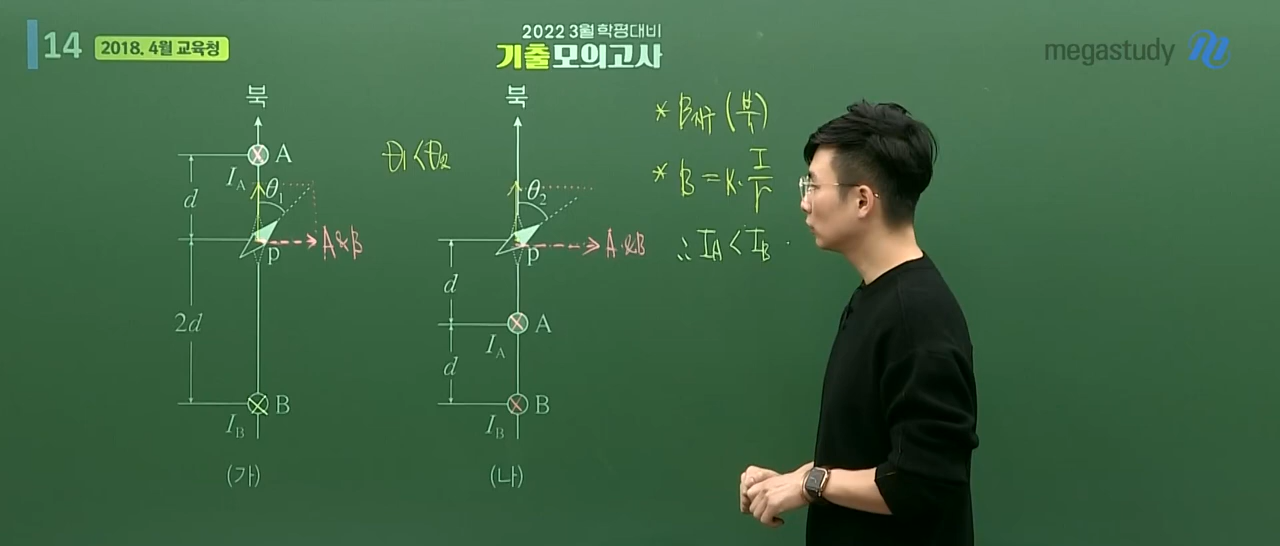 14 2018. 4월 교육청
2022 3월 학평대비
기출모의고사
megastudy
북
A
I_A
θ₁
d
p
A&B
2d
B
I_B
(가)
θ₁ < θ₂
북
θ₂
p
A&B
d
A
I_A
d
B
I_B
(나)
* B지구 (북)
* B = k · I/r
∴ I_A < I_B